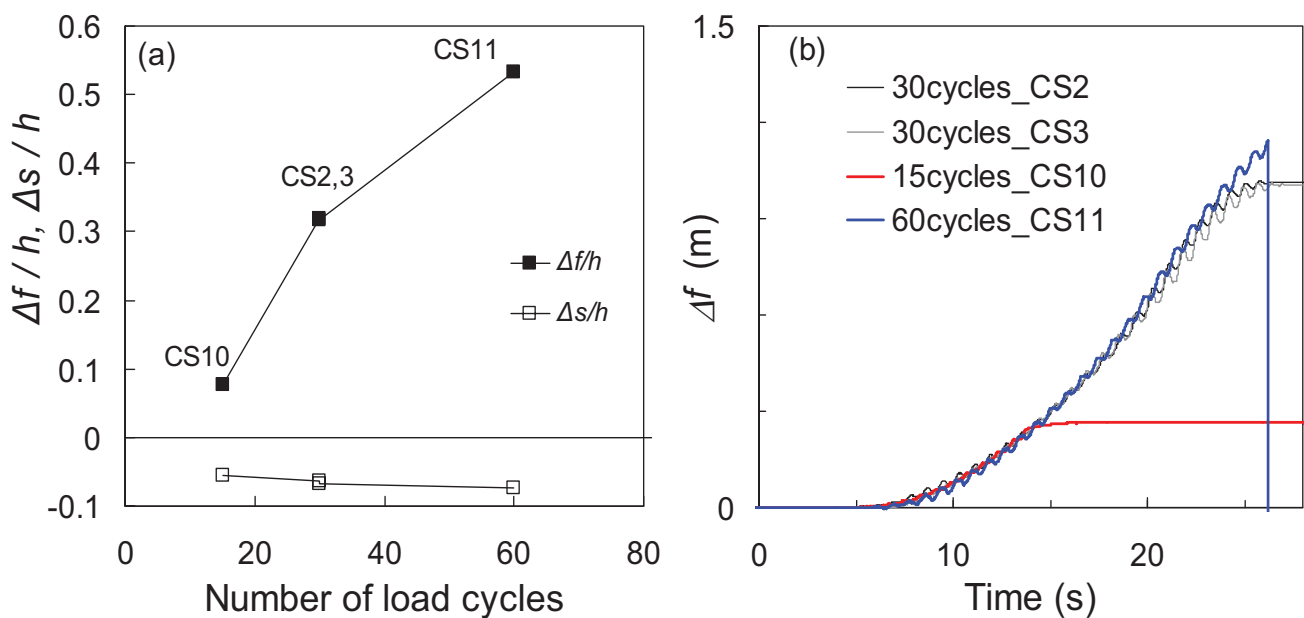 (a)
0.6
0.5
0.4
0.3
0.2
0.1
0
-0.1
Δf / h, Δs / h
CS11
CS2,3
CS10
Δf/h
Δs/h
0 20 40 60 80
Number of load cycles
(b)
1.5
0
Δf (m)
30cycles_CS2
30cycles_CS3
15cycles_CS10
60cycles_CS11
0 10 20
Time (s)